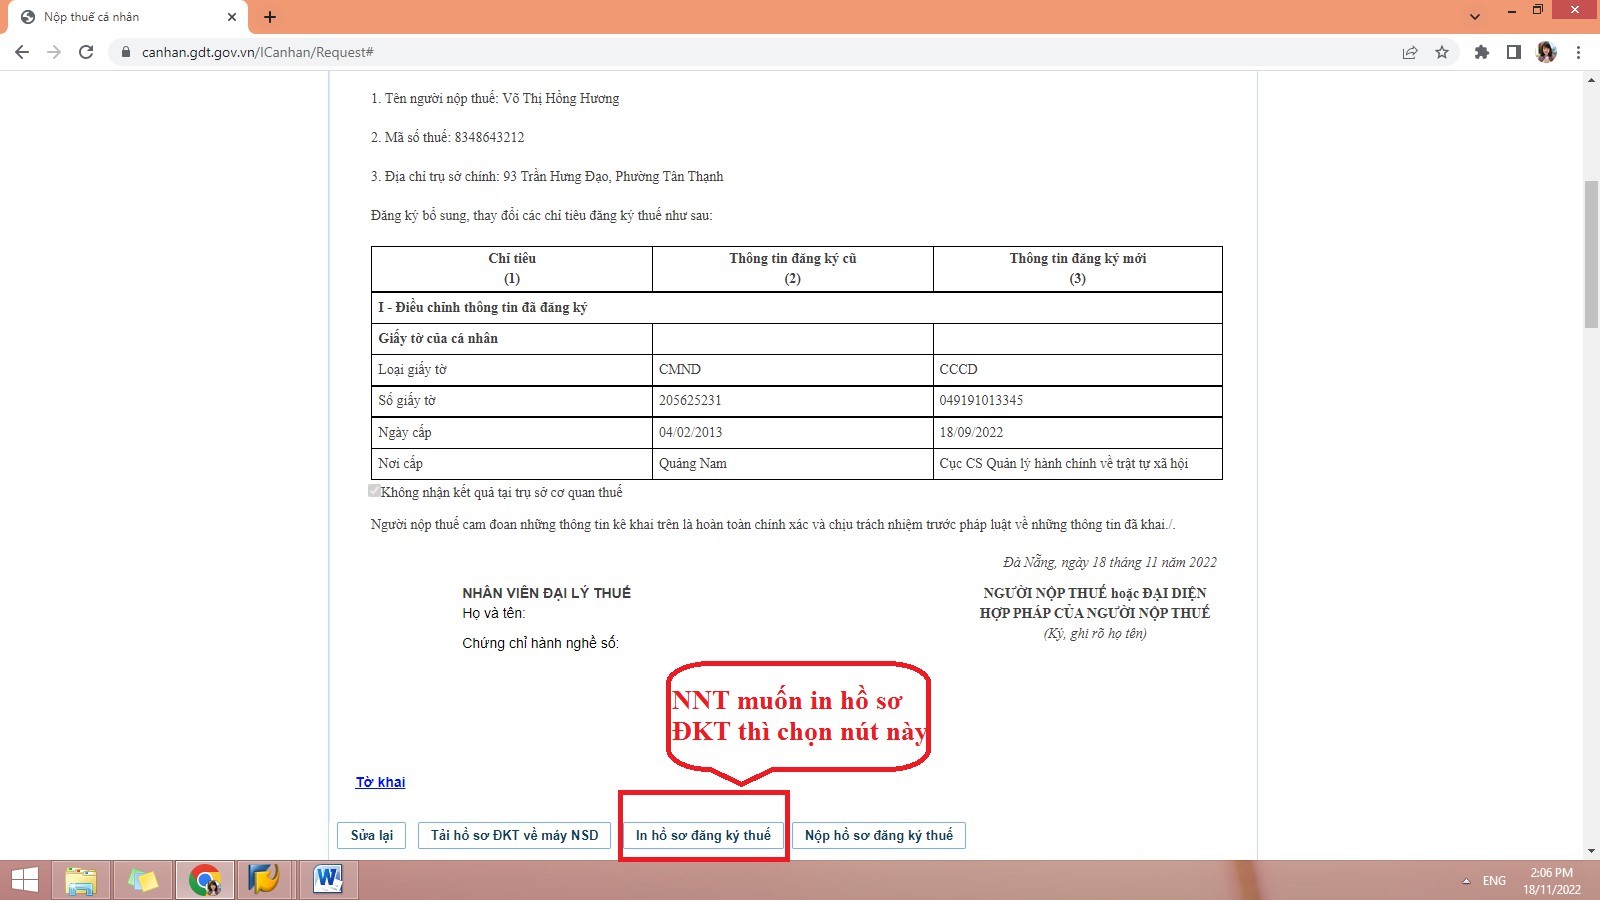 Nộp thuế cá nhân
canhan.gdt.gov.vn/ICanhan/Request#
1. Tên người nộp thuế: Võ Thị Hồng Hương
2. Mã số thuế: 8348643212
3. Địa chỉ trụ sở chính: 93 Trần Hưng Đạo, Phường Tân Thạnh
Đăng ký bổ sung, thay đổi các chỉ tiêu đăng ký thuế như sau:
Chỉ tiêu Thông tin đăng ký cũ Thông tin đăng ký mới
(1) (2) (3)
I - Điều chỉnh thông tin đã đăng ký
Giấy tờ của cá nhân
Loại giấy tờ CMND CCCD
Số giấy tờ 205625231 049191013345
Ngày cấp 04/02/2013 18/09/2022
Nơi cấp Quảng Nam Cục CS Quản lý hành chính về trật tự xã hội
Không nhận kết quả tại trụ sở cơ quan thuế
Người nộp thuế cam đoan những thông tin kê khai trên là hoàn toàn chính xác và chịu trách nhiệm trước pháp luật về những thông tin đã khai./.
Đà Nẵng, ngày 18 tháng 11 năm 2022
NHÂN VIÊN ĐẠI LÝ THUẾ
Họ và tên:
Chứng chỉ hành nghề số:
NGƯỜI NỘP THUẾ hoặc ĐẠI DIỆN
HỢP PHÁP CỦA NGƯỜI NỘP THUẾ
(Ký, ghi rõ họ tên)
NNT muốn in hồ sơ
ĐKT thì chọn nút này
Tờ khai
Sửa lại Tải hồ sơ ĐKT về máy NSD In hồ sơ đăng ký thuế Nộp hồ sơ đăng ký thuế
ENG
2:06 PM
18/11/2022